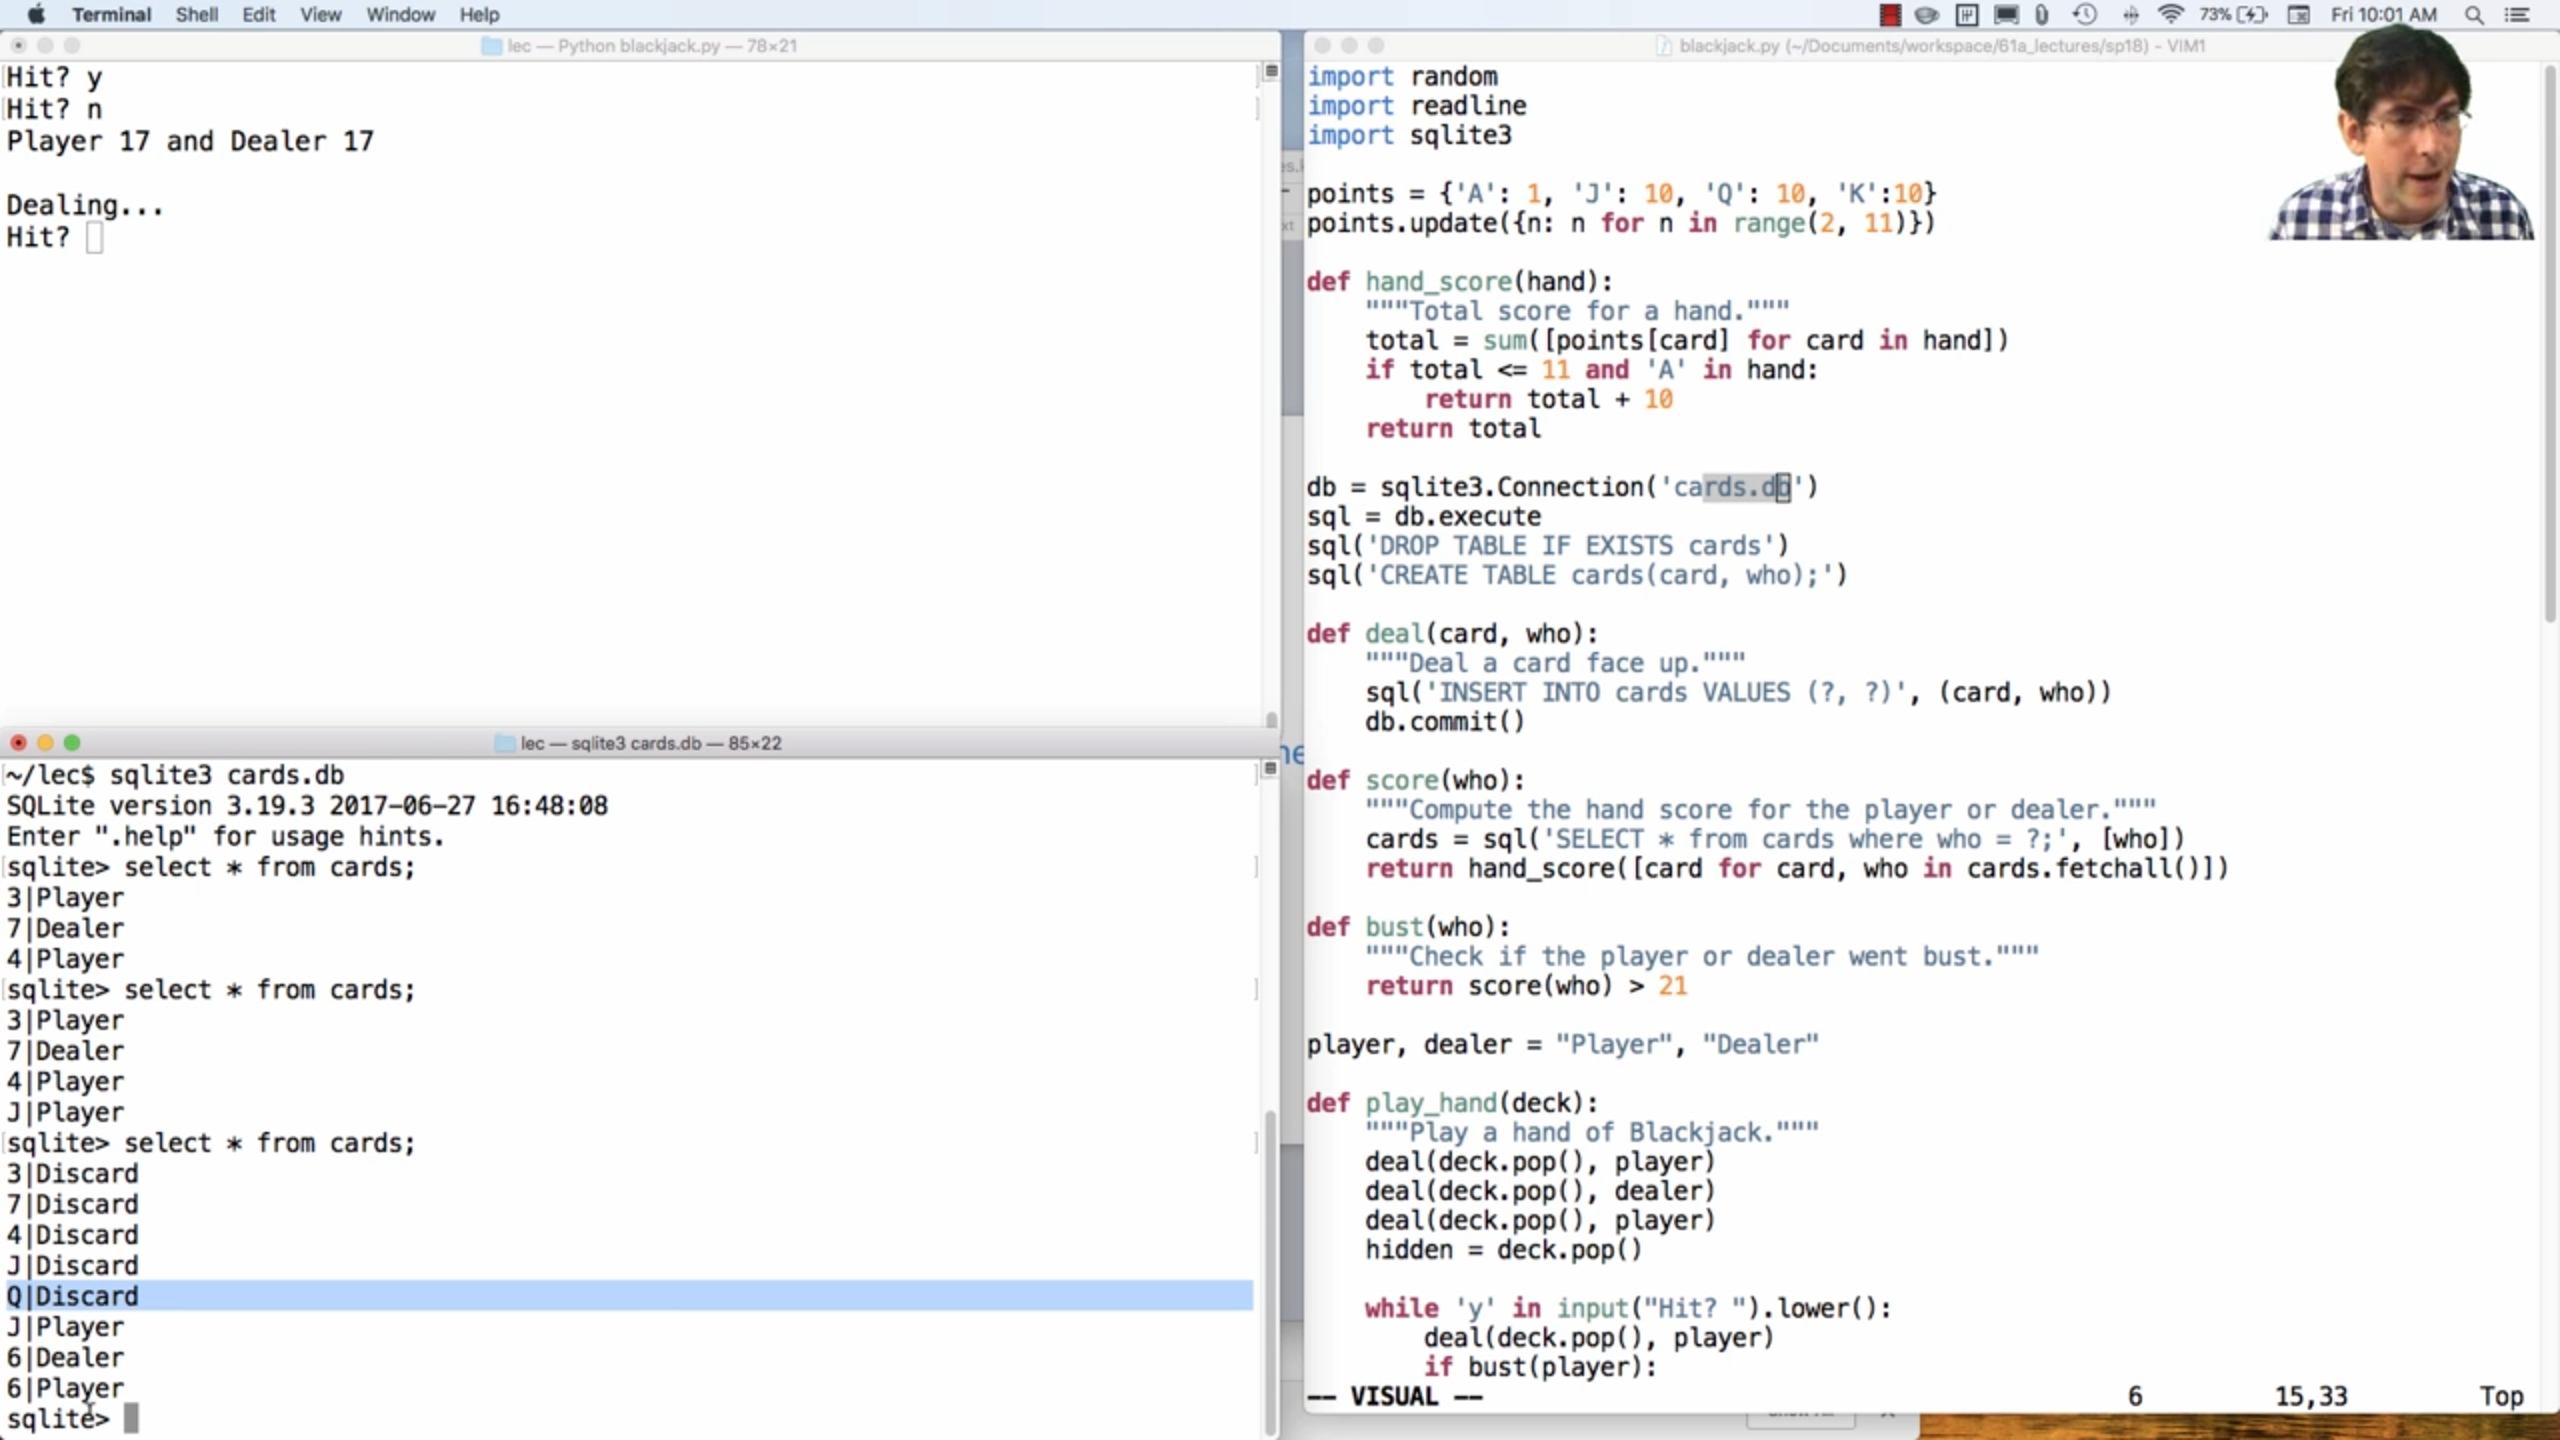 Terminal Shell Edit View Window Help
73% Fri 10:01 AM
lec — Python blackjack.py — 78×21
Hit? y
Hit? n
Player 17 and Dealer 17
Dealing...
Hit?
lec — sqlite3 cards.db — 85×22
~/lec$ sqlite3 cards.db
SQLite version 3.19.3 2017-06-27 16:48:08
Enter ".help" for usage hints.
sqlite> select * from cards;
3|Player
7|Dealer
4|Player
sqlite> select * from cards;
3|Player
7|Dealer
4|Player
J|Player
sqlite> select * from cards;
3|Discard
7|Discard
4|Discard
J|Discard
Q|Discard
J|Player
6|Dealer
6|Player
sqlite>
blackjack.py (~/Documents/workspace/61a_lectures/sp18) - VIM1
import random
import readline
import sqlite3
points = {'A': 1, 'J': 10, 'Q': 10, 'K':10}
points.update({n: n for n in range(2, 11)})
def hand_score(hand):
"""Total score for a hand."""
total = sum([points[card] for card in hand])
if total <= 11 and 'A' in hand:
return total + 10
return total
db = sqlite3.Connection('cards.db')
sql = db.execute
sql('DROP TABLE IF EXISTS cards')
sql('CREATE TABLE cards(card, who);')
def deal(card, who):
"""Deal a card face up."""
sql('INSERT INTO cards VALUES (?, ?)', (card, who))
db.commit()
def score(who):
"""Compute the hand score for the player or dealer."""
cards = sql('SELECT * from cards where who = ?;', [who])
return hand_score([card for card, who in cards.fetchall()])
def bust(who):
"""Check if the player or dealer went bust."""
return score(who) > 21
player, dealer = "Player", "Dealer"
def play_hand(deck):
"""Play a hand of Blackjack."""
deal(deck.pop(), player)
deal(deck.pop(), dealer)
deal(deck.pop(), player)
hidden = deck.pop()
while 'y' in input("Hit? ").lower():
deal(deck.pop(), player)
if bust(player):
-- VISUAL -- 6 15,33 Top